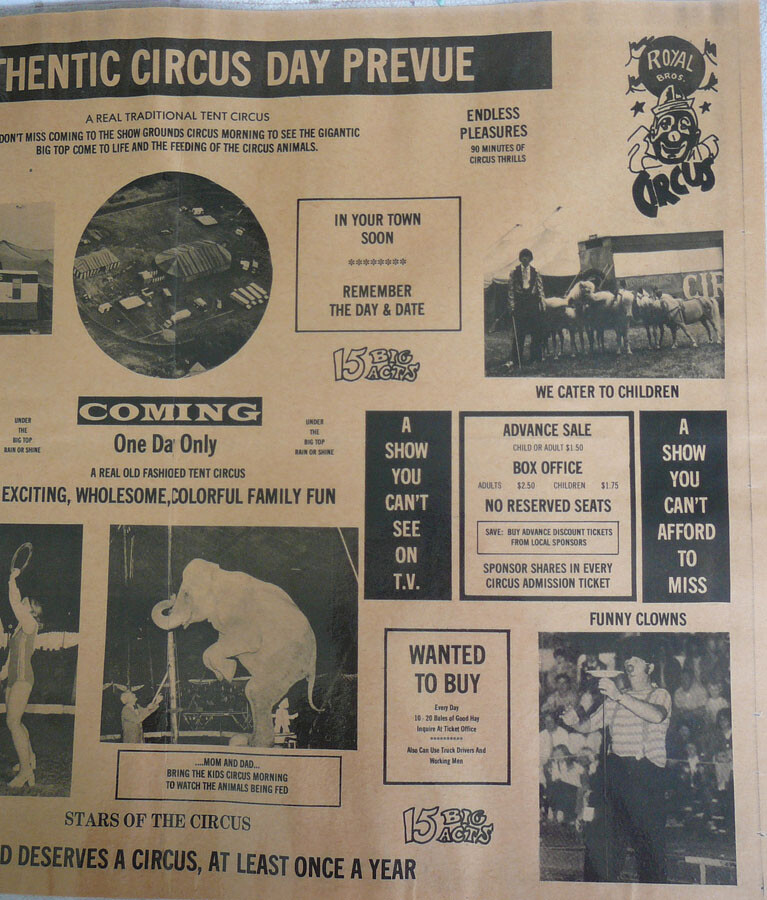 THENTIC CIRCUS DAY PREVUE
A REAL TRADITIONAL TENT CIRCUS
DON'T MISS COMING TO THE SHOW GROUNDS CIRCUS MORNING TO SEE THE GIGANTIC
BIG TOP COME TO LIFE AND THE FEEDING OF THE CIRCUS ANIMALS.
ENDLESS
PLEASURES
90 MINUTES OF
CIRCUS THRILLS
ROYAL
BROS.
CIRCUS
IN YOUR TOWN
SOON
********
REMEMBER
THE DAY & DATE
15 BIG
ACTS
CIR
WE CATER TO CHILDREN
UNDER
THE
BIG TOP
RAIN OR SHINE
COMING
One Da Only
UNDER
THE
BIG TOP
RAIN OR SHINE
A REAL OLD FASHIOED TENT CIRCUS
EXCITING, WHOLESOME, COLORFUL FAMILY FUN
A
SHOW
YOU
CAN'T
SEE
ON
T.V.
ADVANCE SALE
CHILD OR ADULT $1.50
BOX OFFICE
ADULTS $2.50 CHILDREN $1.75
NO RESERVED SEATS
SAVE: BUY ADVANCE DISCOUNT TICKETS
FROM LOCAL SPONSORS
SPONSOR SHARES IN EVERY
CIRCUS ADMISSION TICKET
A
SHOW
YOU
CAN'T
AFFORD
TO
MISS
FUNNY CLOWNS
WANTED
TO BUY
Every Day
10 - 20 Bales of Good Hay
Inquire At Ticket Office
**********
Also Can Use Truck Drivers And
Working Men
....MOM AND DAD...
BRING THE KIDS CIRCUS MORNING
TO WATCH THE ANIMALS BEING FED
15 BIG
ACTS
STARS OF THE CIRCUS
D DESERVES A CIRCUS, AT LEAST ONCE A YEAR